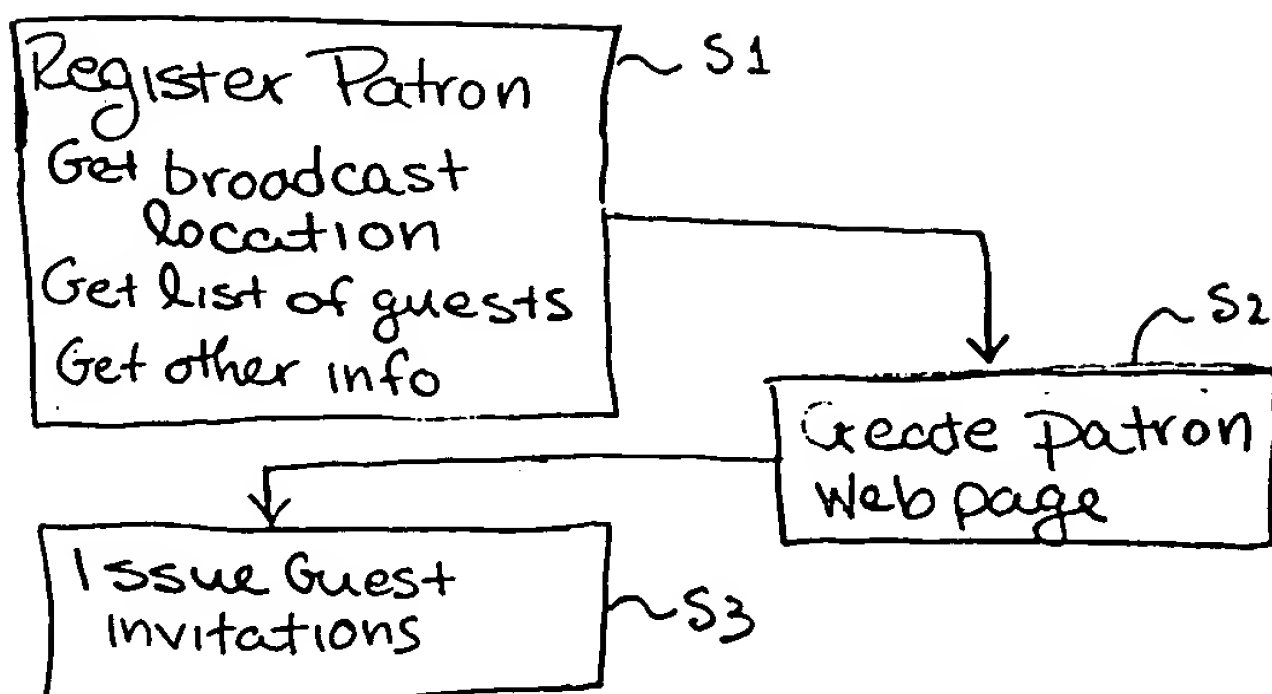 Register Patron
S1
Get broadcast
location
Get list of guests
Get other info
S2
Create patron
Web page
Issue Guest
Invitations
S3